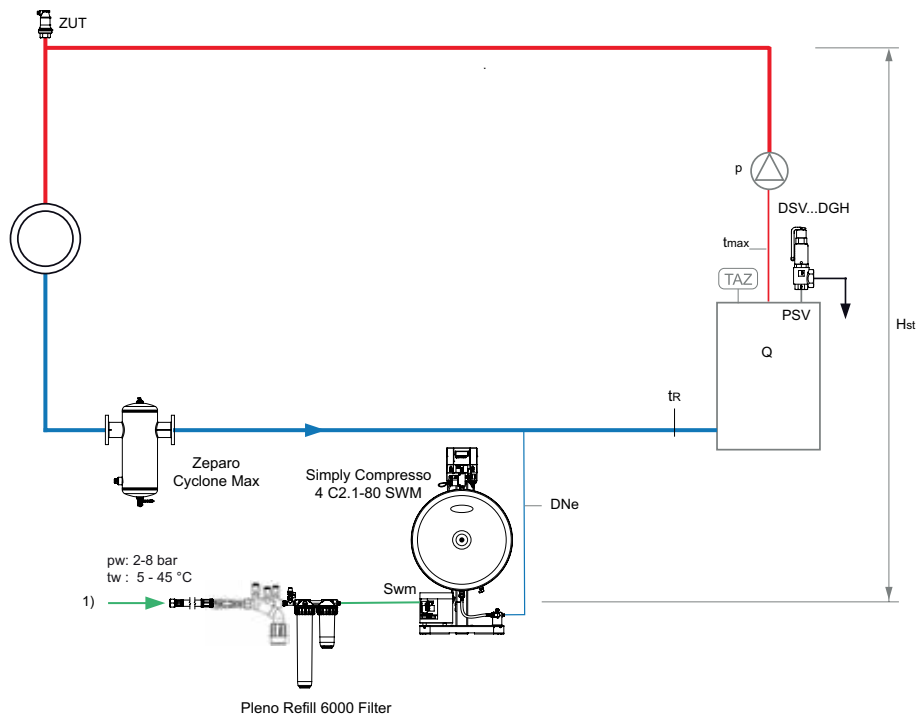 ZUT
p
DSV...DGH
tmax
TAZ
PSV
Hst
Q
tR
Zeparo
Cyclone Max
Simply Compresso
4 C2.1-80 SWM
DNe
pw: 2-8 bar
tw : 5 - 45 °C
Swm
1)
Pleno Refill 6000 Filter